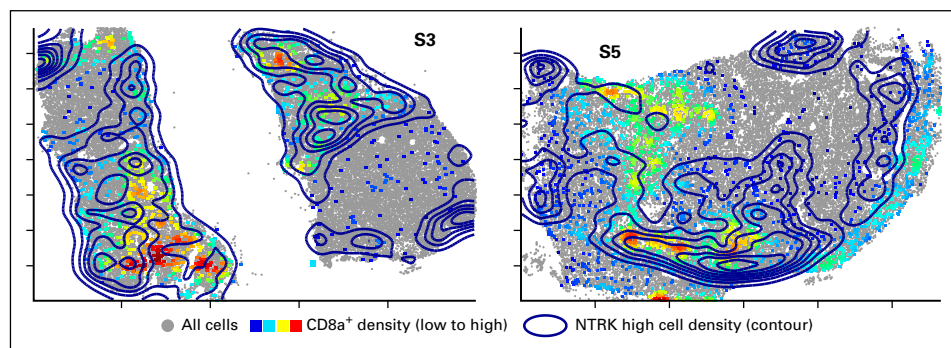 S3
S5
All cells
CD8a⁺ density (low to high)
NTRK high cell density (contour)